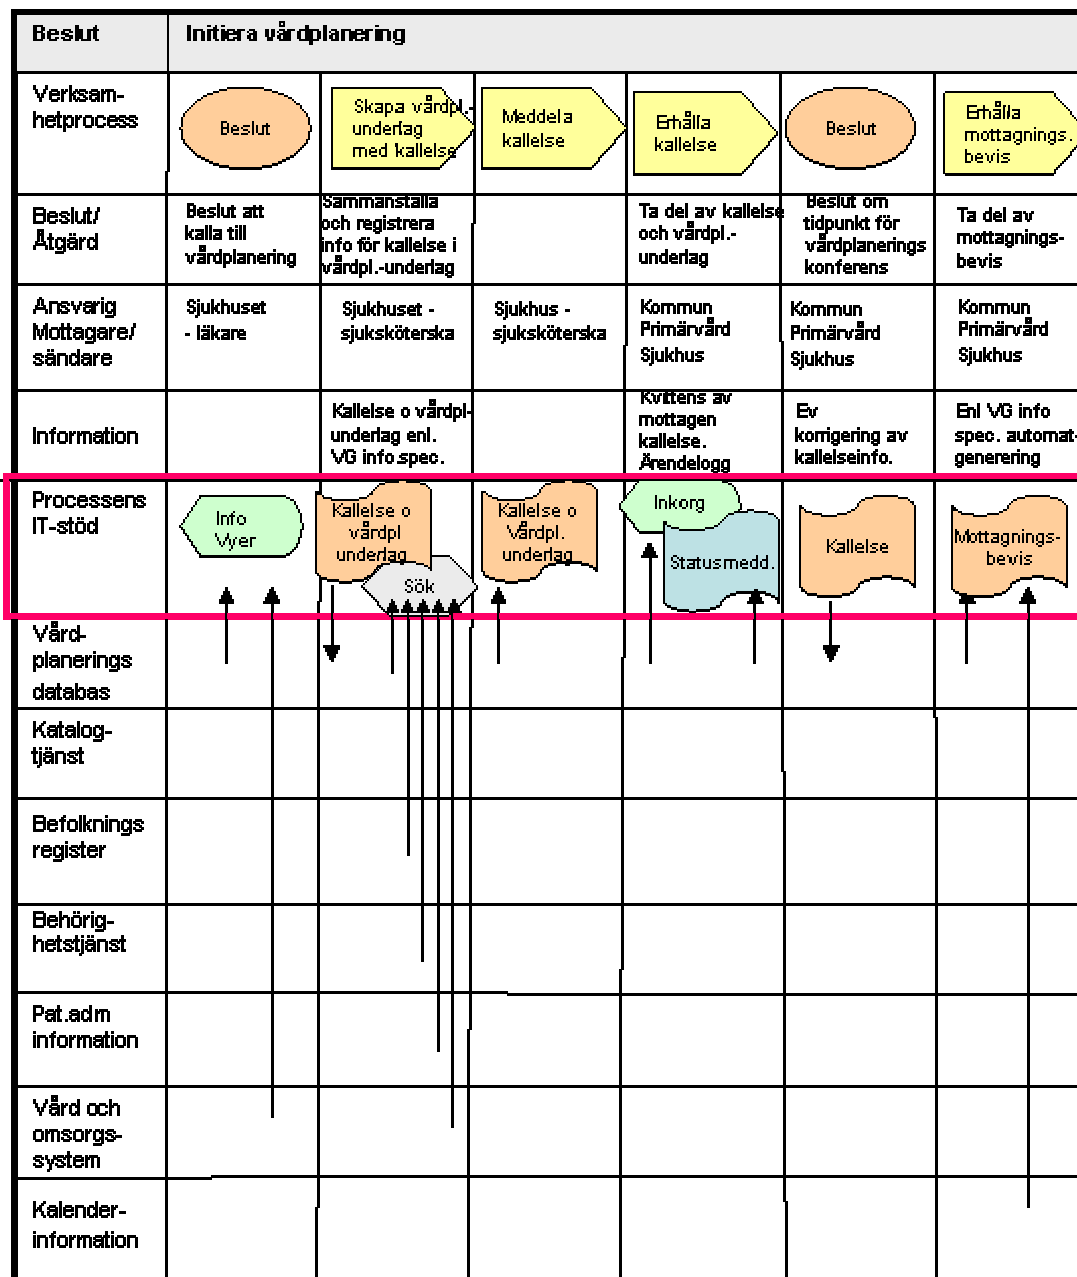 Beslut
Initiera vårdplanering
Verksam-
hetprocess
Beslut
Skapa vårdpl.-
underlag
med kallelse
Meddela
kallelse
Erhålla
kallelse
Beslut
Erhålla
mottagnings.
bevis
Beslut/
Åtgärd
Beslut att
kalla till
vårdplanering
Sammanställa
och registrera
info för kallelse i
vårdpl.-underlag
Ta del av kallelse
och vårdpl.-
underlag
Beslut om
tidpunkt för
vårdplanerings
konferens
Ta del av
mottagnings-
bevis
Ansvarig
Mottagare/
sändare
Sjukhuset
- läkare
Sjukhuset -
sjuksköterska
Sjukhus -
sjuksköterska
Kommun
Primärvård
Sjukhus
Kommun
Primärvård
Sjukhus
Kommun
Primärvård
Sjukhus
Information
Kallelse o vårdpl-
underlag enl.
VG info.spec.
Kvittens av
mottagen
kallelse.
Ärendelogg
Ev
korrigering av
kallelseinfo.
Enl VG info
spec. automat-
generering
Processens
IT-stöd
Info
Vyer
Kallelse o
vårdpl
underlag
Sök
Kallelse o
Vårdpl.
underlag
Inkorg
Statusmedd.
Kallelse
Mottagnings-
bevis
Vård-
planerings
databas
Katalog-
tjänst
Befolknings
register
Behörig-
hetstjänst
Pat.adm
information
Vård och
omsorgs-
system
Kalender-
information